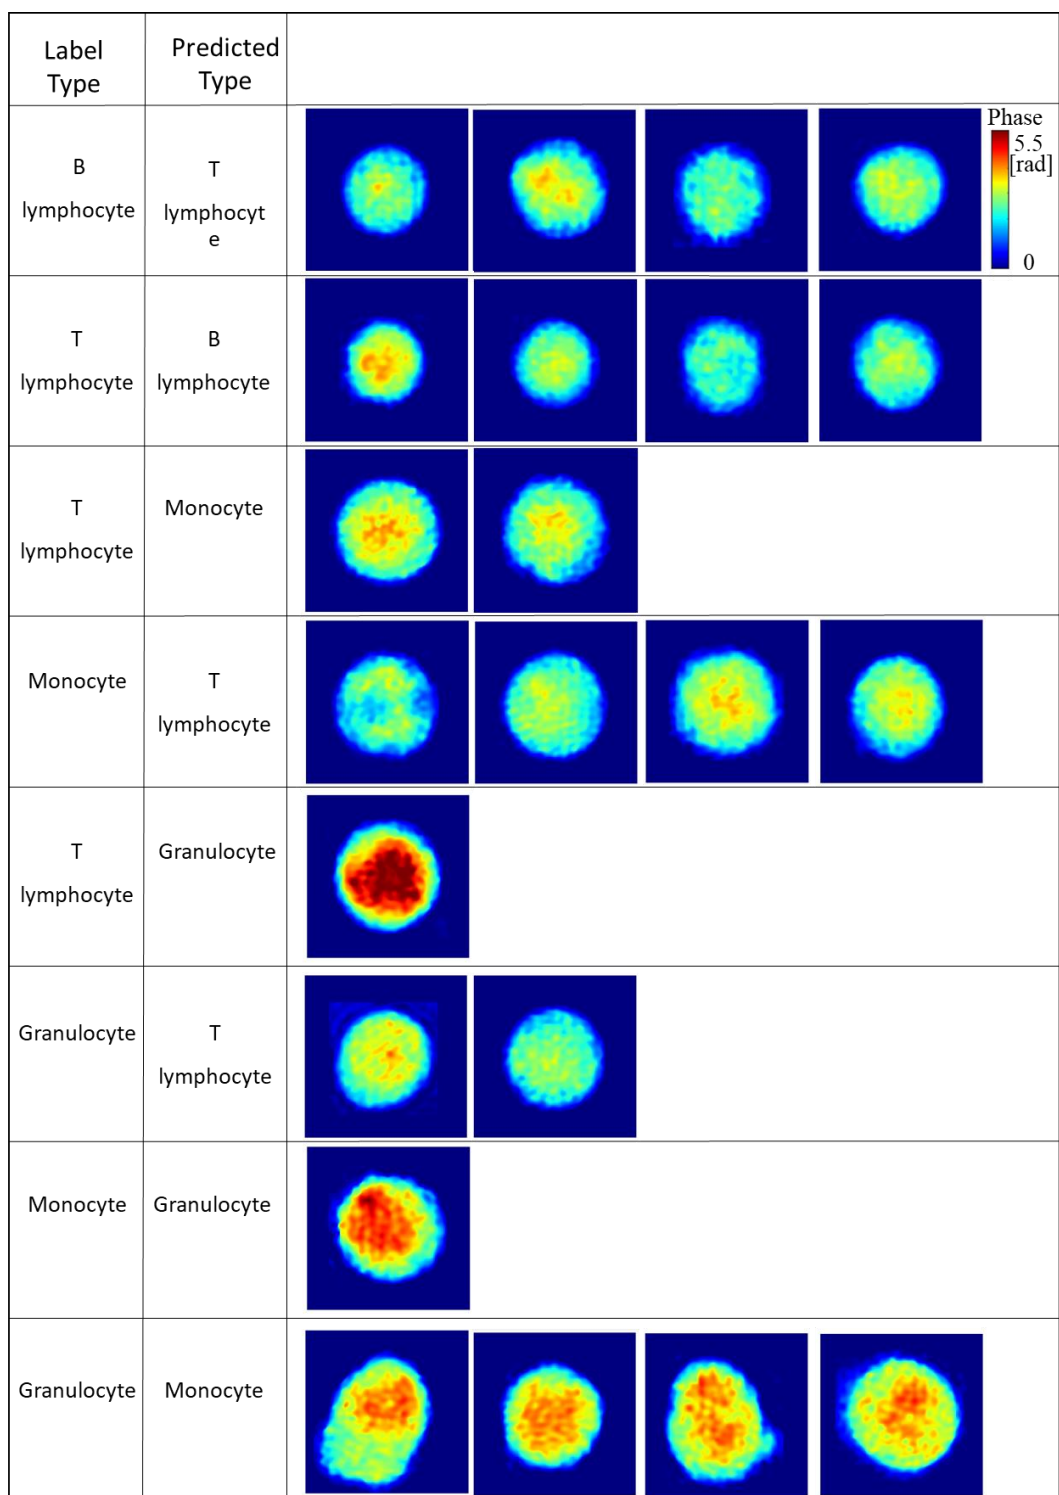 Label
Type
Predicted
Type
B
lymphocyte
T
lymphocyt
e
Phase
5.5
[rad]
0
T
lymphocyte
B
lymphocyte
T
lymphocyte
Monocyte
Monocyte
T
lymphocyte
T
lymphocyte
Granulocyte
Granulocyte
T
lymphocyte
Monocyte
Granulocyte
Granulocyte
Monocyte